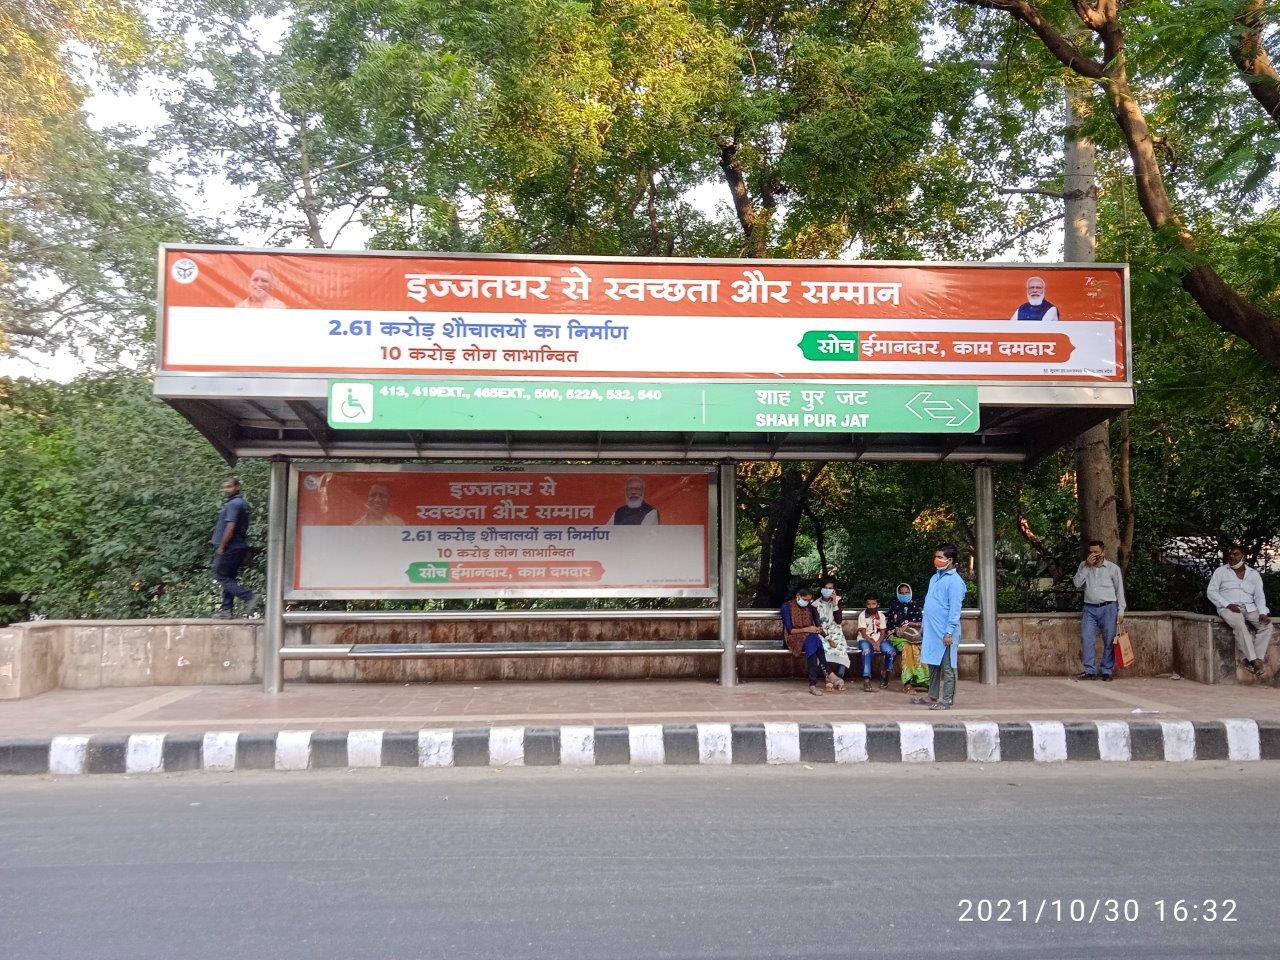 इज्जतघर से स्वच्छता और सम्मान
2.61 करोड़ शौचालयों का निर्माण
10 करोड़ लोग लाभान्वित
सोच ईमानदार, काम दमदार
413, 419EXT., 465EXT., 500, 522A, 532, 540
शाह पुर जट
SHAH PUR JAT
JCDecaux
इज्जतघर से
स्वच्छता और सम्मान
2.61 करोड़ शौचालयों का निर्माण
10 करोड़ लोग लाभान्वित
सोच ईमानदार, काम दमदार
2021/10/30 16:32